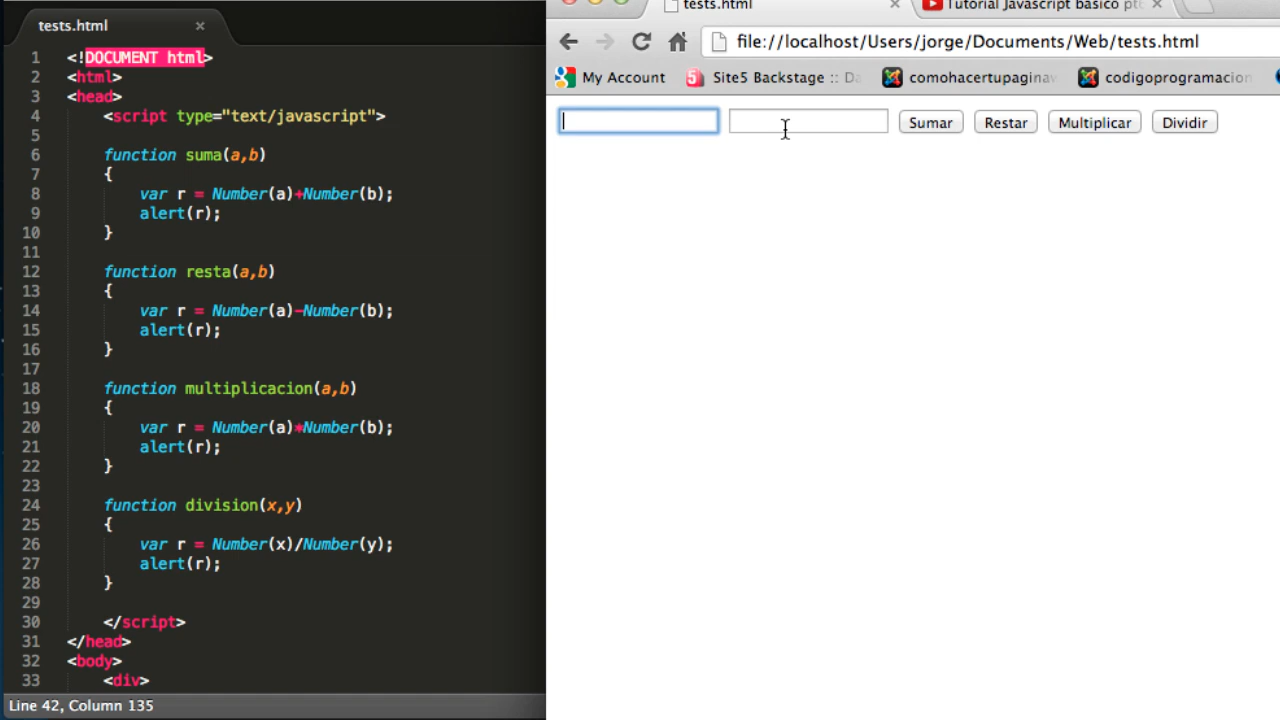 tests.html
1 <!DOCUMENT html>
2 <html>
3 <head>
4 <script type="text/javascript">
5
6 function suma(a,b)
7 {
8 var r = Number(a)+Number(b);
9 alert(r);
10 }
11
12 function resta(a,b)
13 {
14 var r = Number(a)-Number(b);
15 alert(r);
16 }
17
18 function multiplicacion(a,b)
19 {
20 var r = Number(a)*Number(b);
21 alert(r);
22 }
23
24 function division(x,y)
25 {
26 var r = Number(x)/Number(y);
27 alert(r);
28 }
29
30 </script>
31 </head>
32 <body>
33 <div>
Line 42, Column 135
tests.html
Tutorial Javascript basico pt
file://localhost/Users/jorge/Documents/Web/tests.html
My Account
Site5 Backstage :: Da
comohacertupaginaw
codigoprogramacion
Sumar
Restar
Multiplicar
Dividir